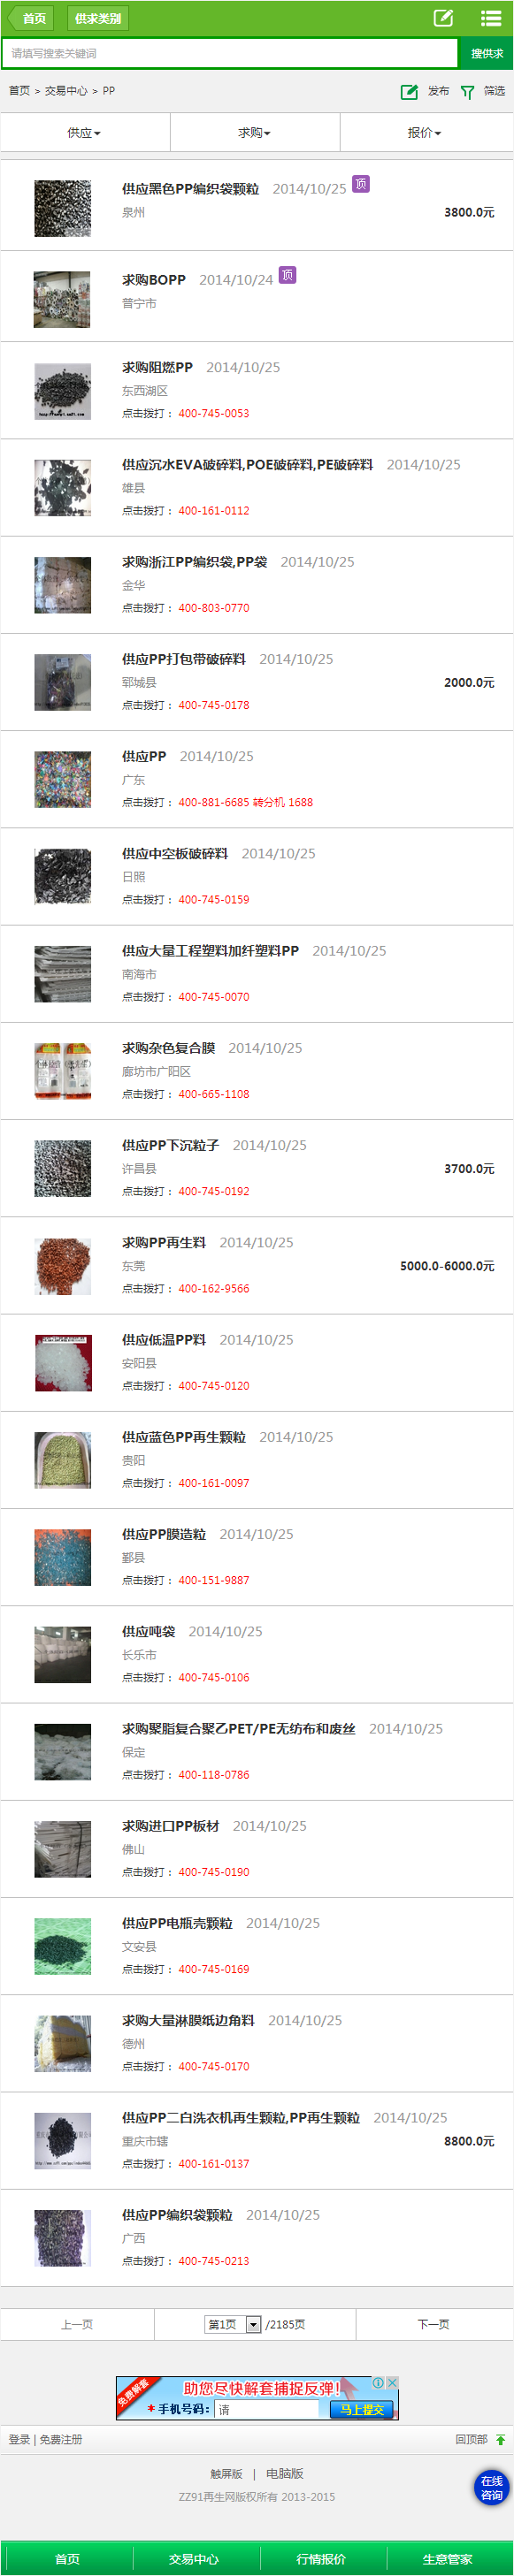 首页 供求类别
请填写搜索关键词 搜供求
首页 > 交易中心 > PP 发布 筛选
供应 求购 报价
供应黑色PP编织袋颗粒 2014/10/25 顶
泉州 3800.0元
求购BOPP 2014/10/24 顶
普宁市
求购阻燃PP 2014/10/25
东西湖区
点击拨打： 400-745-0053
供应沉水EVA破碎料,POE破碎料,PE破碎料 2014/10/25
雄县
点击拨打： 400-161-0112
求购浙江PP编织袋,PP袋 2014/10/25
金华
点击拨打： 400-803-0770
供应PP打包带破碎料 2014/10/25
郓城县 2000.0元
点击拨打： 400-745-0178
供应PP 2014/10/25
广东
点击拨打： 400-881-6685 转分机 1688
供应中空板破碎料 2014/10/25
日照
点击拨打： 400-745-0159
供应大量工程塑料加纤塑料PP 2014/10/25
南海市
点击拨打： 400-745-0070
求购杂色复合膜 2014/10/25
廊坊市广阳区
点击拨打： 400-665-1108
供应PP下沉粒子 2014/10/25
许昌县 3700.0元
点击拨打： 400-745-0192
求购PP再生料 2014/10/25
东莞 5000.0-6000.0元
点击拨打： 400-162-9566
供应低温PP料 2014/10/25
安阳县
点击拨打： 400-745-0120
供应蓝色PP再生颗粒 2014/10/25
贵阳
点击拨打： 400-161-0097
供应PP膜造粒 2014/10/25
鄞县
点击拨打： 400-151-9887
供应吨袋 2014/10/25
长乐市
点击拨打： 400-745-0106
求购聚脂复合聚乙PET/PE无纺布和废丝 2014/10/25
保定
点击拨打： 400-118-0786
求购进口PP板材 2014/10/25
佛山
点击拨打： 400-745-0190
供应PP电瓶壳颗粒 2014/10/25
文安县
点击拨打： 400-745-0169
求购大量淋膜纸边角料 2014/10/25
德州
点击拨打： 400-745-0170
供应PP二白洗衣机再生颗粒,PP再生颗粒 2014/10/25
重庆市辖 8800.0元
点击拨打： 400-161-0137
供应PP编织袋颗粒 2014/10/25
广西
点击拨打： 400-745-0213
上一页 第1页 /2185页 下一页
免费解套 助您尽快解套捕捉反弹!
*手机号码: 请 马上提交
登录 | 免费注册 回顶部
触屏版 | 电脑版
在线
咨询
ZZ91再生网版权所有 2013-2015
首页 交易中心 行情报价 生意管家